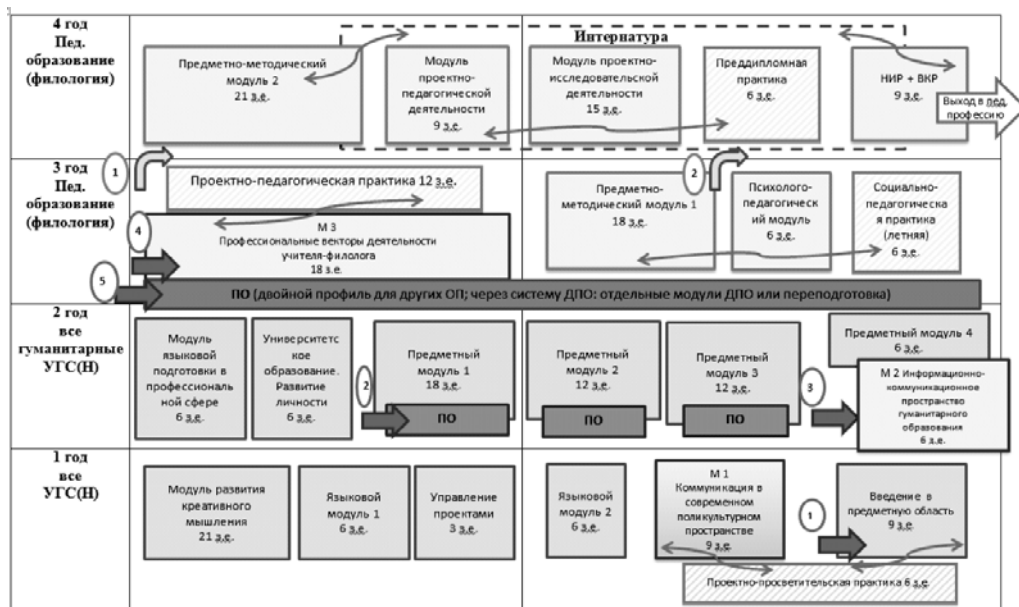 4 год
Пед.
образование
(филология)
Интернатура
Предметно-методический
модуль 2
21 з.е.
Модуль
проектно-
педагогической
деятельности
9 з.е.
Модуль проектно-
исследовательской
деятельности
15 з.е.
Преддипломная
практика
6 з.е.
НИР + ВКР
9 з.е.
Выход в пед.
профессию
3 год
Пед.
образование
(филология)
1
Проектно-педагогическая практика 12 з.е.
4
М 3
Профессиональные векторы деятельности
учителя-филолога
18 з.е.
Предметно-
методический модуль 1
18 з.е.
2
Психолого-
педагогическ
ий модуль
6 з.е.
Социально-
педагогическа
я практика
(летняя)
6 з.е.
5
ПО (двойной профиль для других ОП; через систему ДПО: отдельные модули ДПО или переподготовка)
2 год
все
гуманитарные
УГС(Н)
Модуль
языковой
подготовки в
профессиональ
ной сфере
6 з.е.
Университетс
кое
образование.
Развитие
личности
6 з.е.
2
Предметный
модуль 1
18 з.е.
ПО
Предметный
модуль 2
12 з.е.
ПО
Предметный
модуль 3
12 з.е.
ПО
3
Предметный модуль 4
6 з.е.
М 2 Информационно-
коммуникационное
пространство
гуманитарного
образования
6 з.е.
1 год
все
УГС(Н)
Модуль развития
креативного
мышления
21 з.е.
Языковой
модуль 1
6 з.е.
Управление
проектами
3 з.е.
Языковой
модуль 2
6 з.е.
М 1
Коммуникация в
современном
поликультурном
пространстве
9 з.е.
1
Введение в
предметную область
9 з.е.
Проектно-просветительская практика 6 з.е.